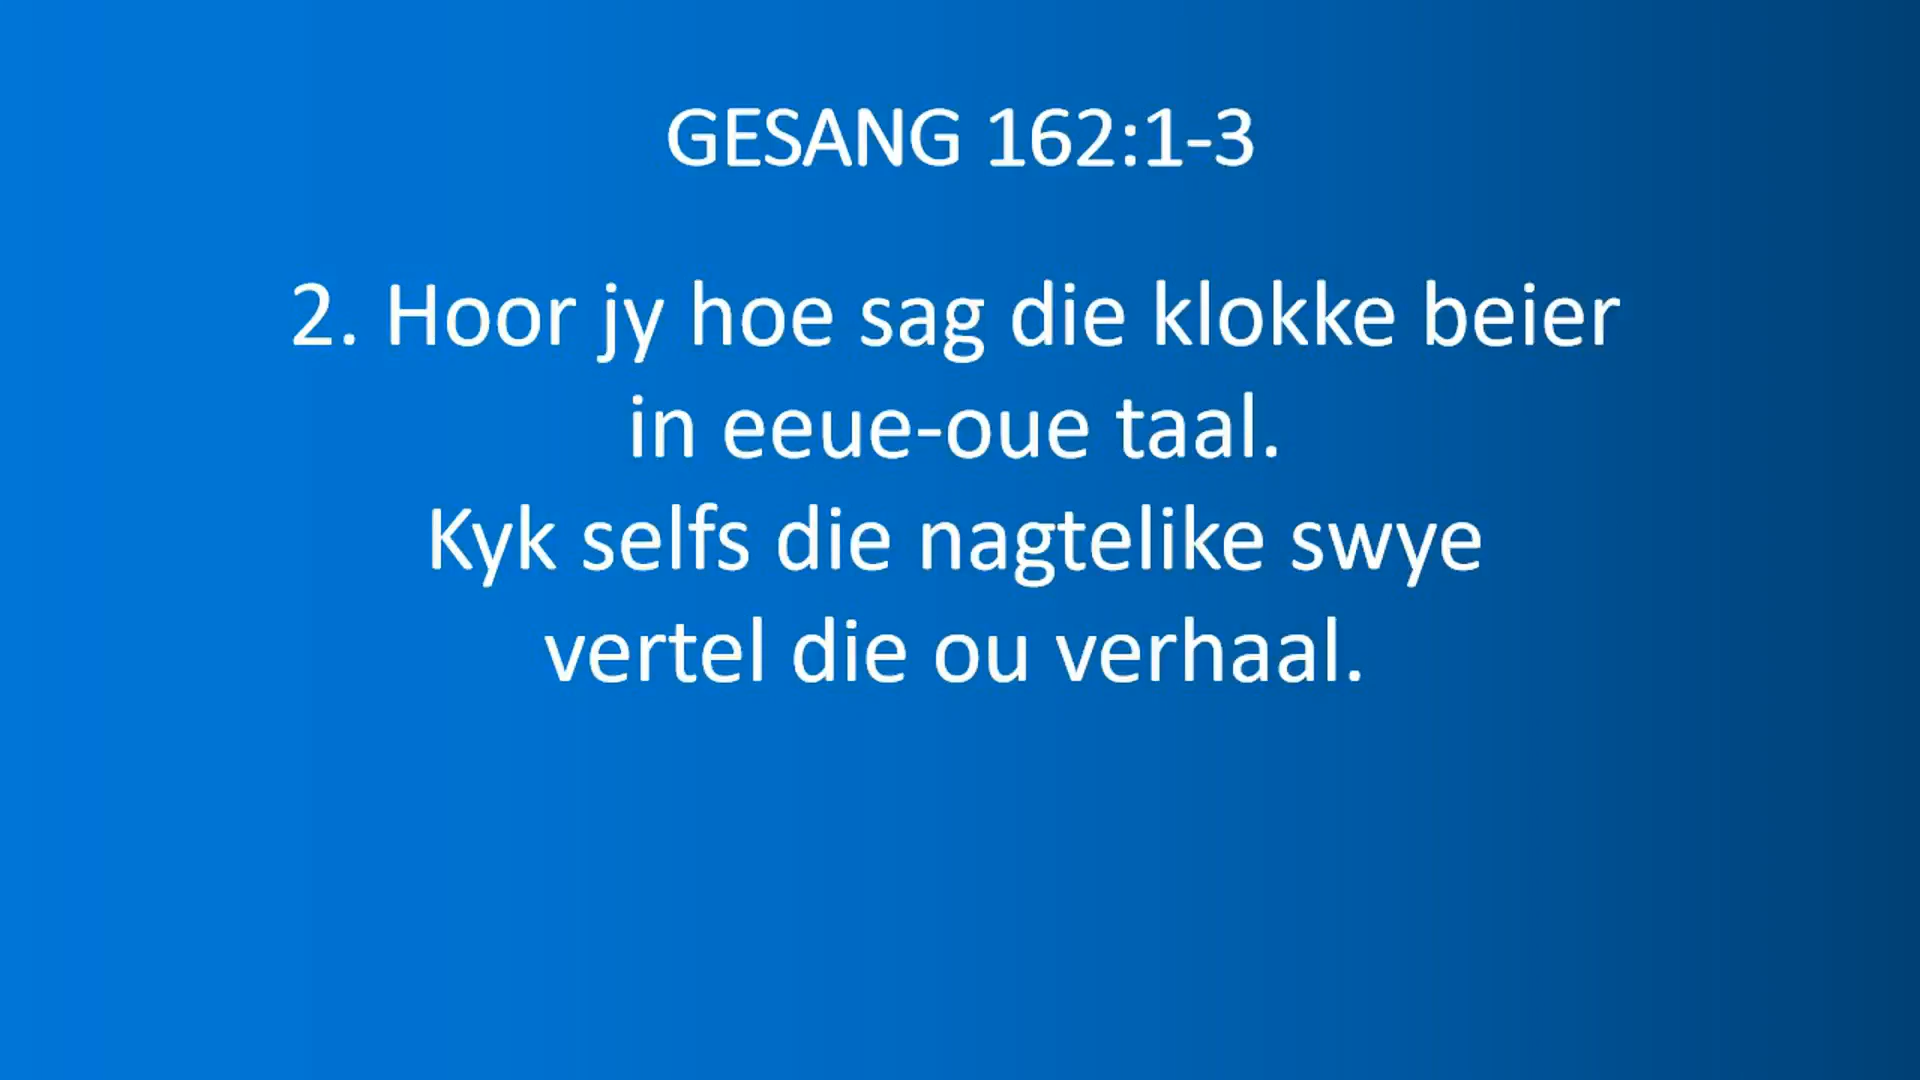 GESANG 162:1-3
2. Hoor jy hoe sag die klokke beier
in eeue-oue taal.
Kyk selfs die nagtelike swye
vertel die ou verhaal.